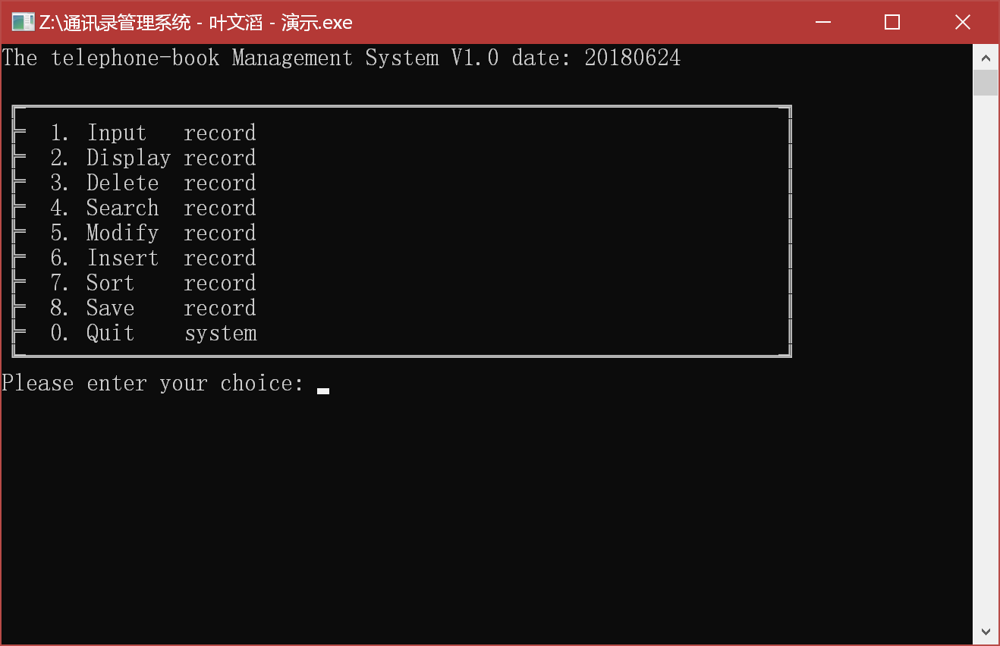 Z:\通讯录管理系统 - 叶文滔 - 演示.exe
The telephone-book Management System V1.0 date: 20180624
1. Input record
2. Display record
3. Delete record
4. Search record
5. Modify record
6. Insert record
7. Sort record
8. Save record
0. Quit system
Please enter your choice: